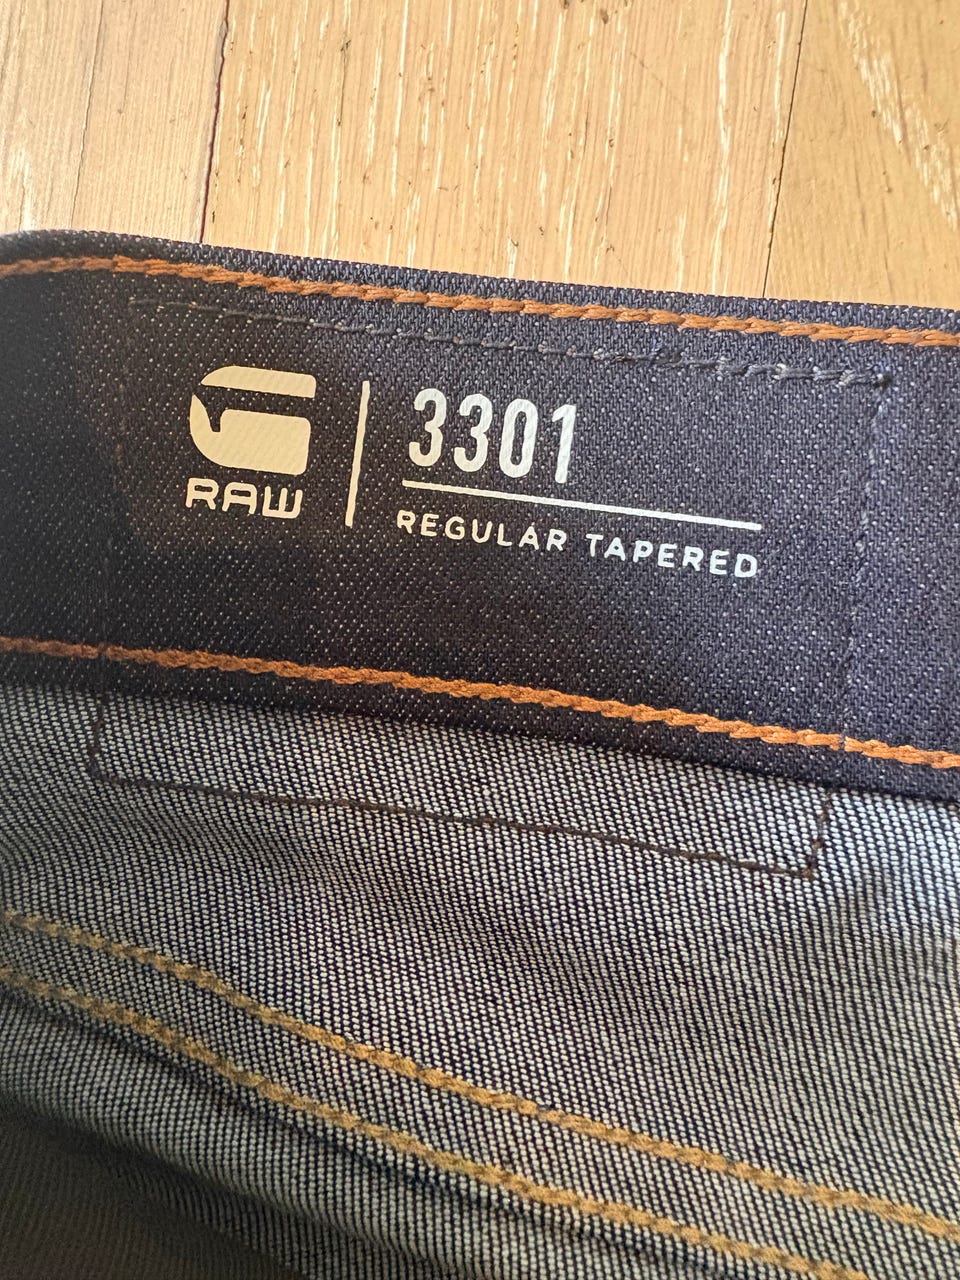 G
RAW
3301
REGULAR TAPERED